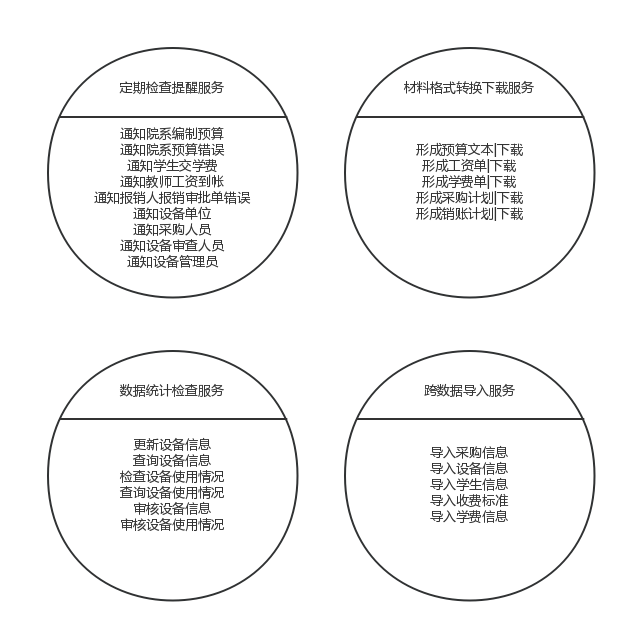 定期检查提醒服务
通知院系编制预算
通知院系预算错误
通知学生交学费
通知教师工资到帐
通知报销人报销审批单错误
通知设备单位
通知采购人员
通知设备审查人员
通知设备管理员
材料格式转换下载服务
形成预算文本|下载
形成工资单|下载
形成学费单|下载
形成采购计划|下载
形成销账计划|下载
数据统计检查服务
更新设备信息
查询设备信息
检查设备使用情况
查询设备使用情况
审核设备信息
审核设备使用情况
跨数据导入服务
导入采购信息
导入设备信息
导入学生信息
导入收费标准
导入学费信息